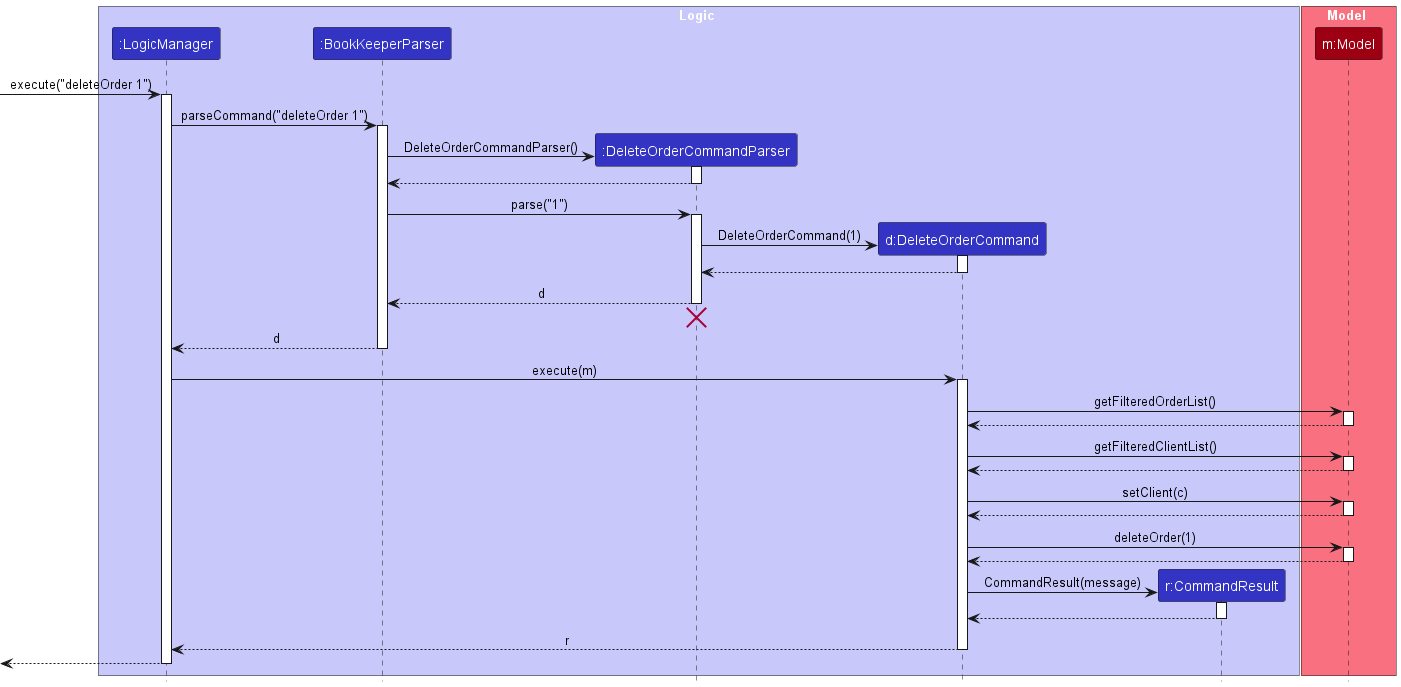 Logic
Model
:LogicManager
:BookKeeperParser
m:Model
execute("deleteOrder 1")
parseCommand("deleteOrder 1")
DeleteOrderCommandParser()
:DeleteOrderCommandParser
parse("1")
DeleteOrderCommand(1)
d:DeleteOrderCommand
d
d
execute(m)
getFilteredOrderList()
getFilteredClientList()
setClient(c)
deleteOrder(1)
CommandResult(message)
r:CommandResult
r